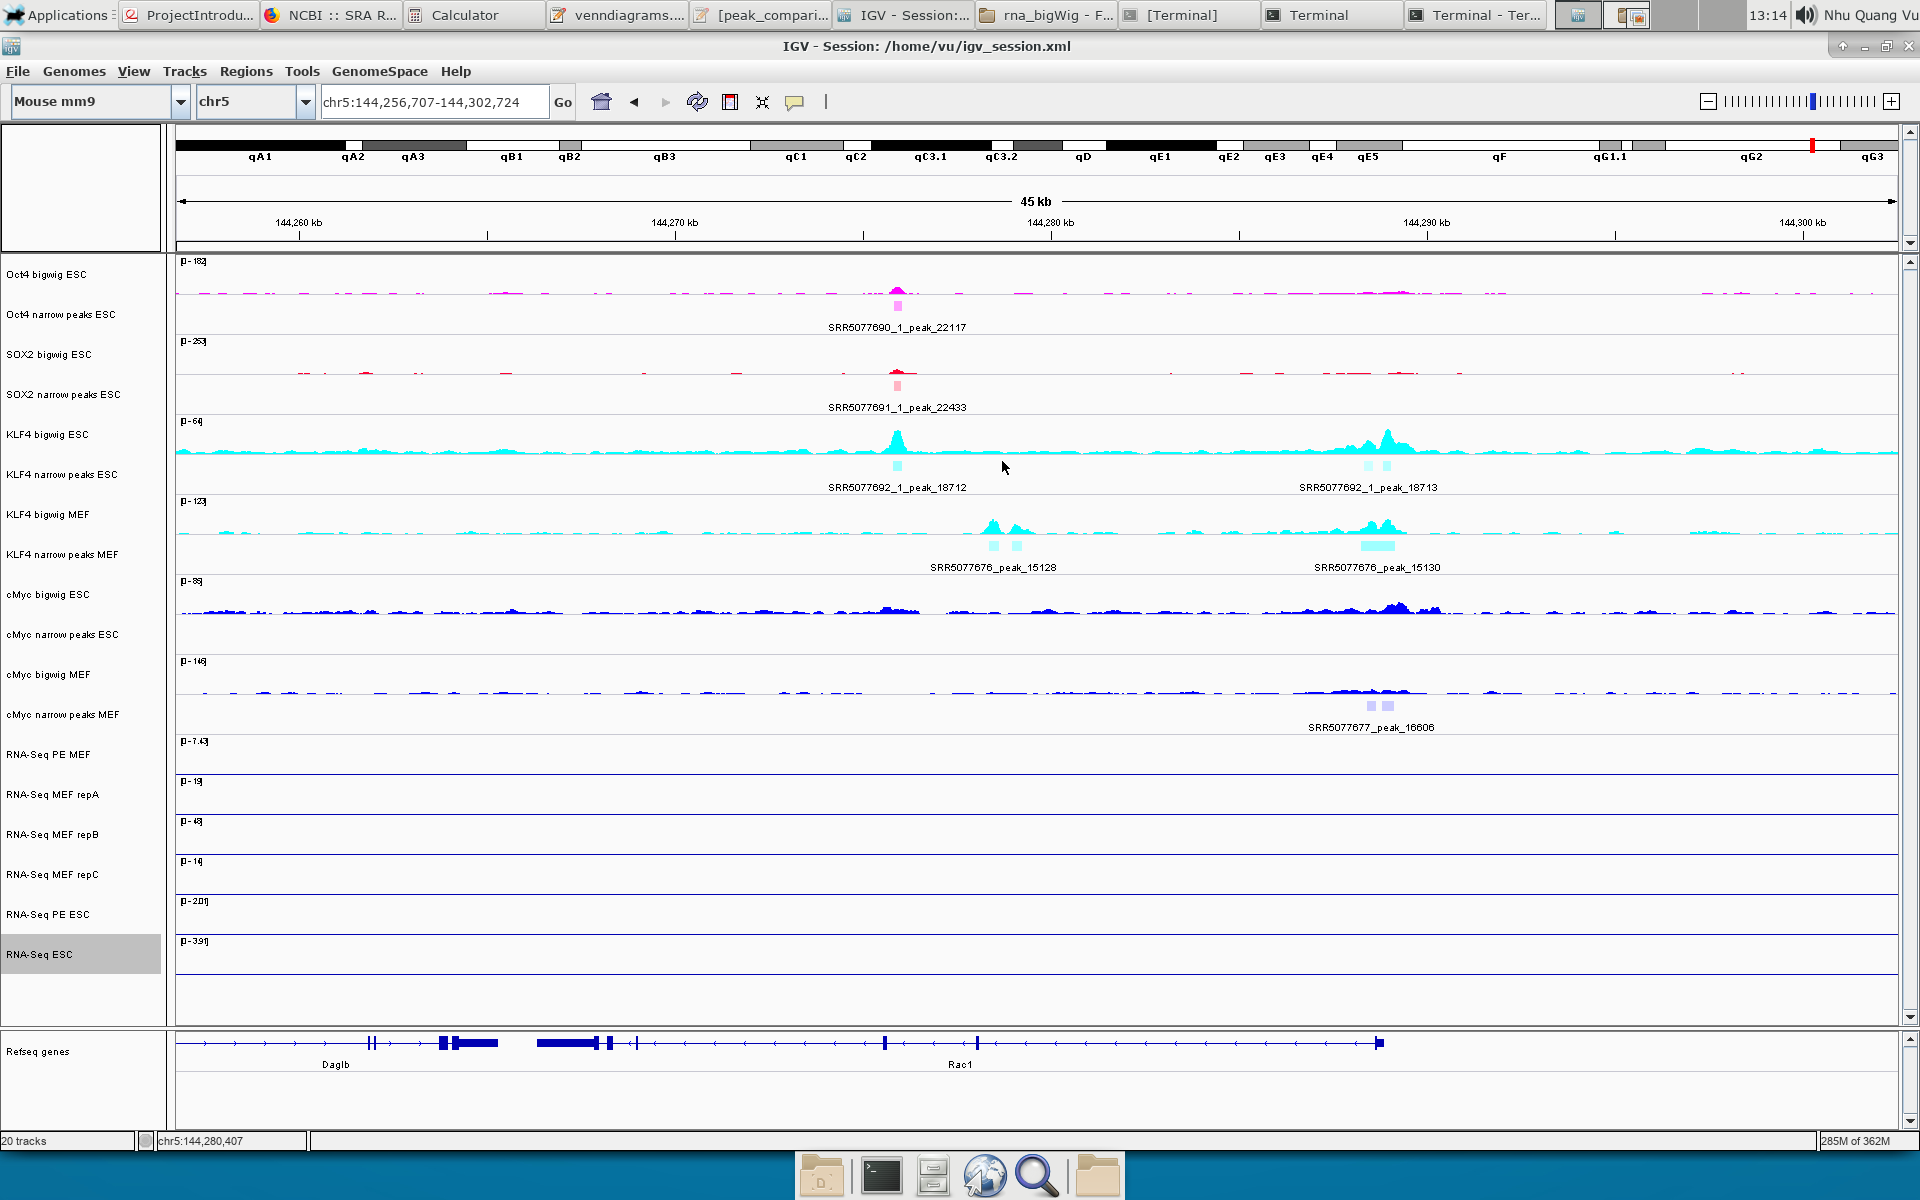 Applications ProjectIntrodu... NCBI :: SRA R... Calculator venndiagrams.... [peak_compari... IGV - Session:... rna_bigWig - F... [Terminal] Terminal Terminal - Ter... 13:14 Nhu Quang Vu
IGV - Session: /home/vu/igv_session.xml
File Genomes View Tracks Regions Tools GenomeSpace Help
Mouse mm9 chr5 chr5:144,256,707-144,302,724 Go
qA1 qA2 qA3 qB1 qB2 qB3 qC1 qC2 qC3.1 qC3.2 qD qE1 qE2 qE3 qE4 qE5 qF qG1.1 qG2 qG3
45 kb
144,260 kb 144,270 kb 144,280 kb 144,290 kb 144,300 kb
[0 - 182]
Oct4 bigwig ESC
Oct4 narrow peaks ESC
SRR5077690_1_peak_22117
[0 - 253]
SOX2 bigwig ESC
SOX2 narrow peaks ESC
SRR5077691_1_peak_22433
[0 - 64]
KLF4 bigwig ESC
KLF4 narrow peaks ESC
SRR5077692_1_peak_18712 SRR5077692_1_peak_18713
[0 - 123]
KLF4 bigwig MEF
KLF4 narrow peaks MEF
SRR5077676_peak_15128 SRR5077676_peak_15130
[0 - 85]
cMyc bigwig ESC
cMyc narrow peaks ESC
[0 - 146]
cMyc bigwig MEF
cMyc narrow peaks MEF
SRR5077677_peak_16606
[0 - 7.43]
RNA-Seq PE MEF
[0 - 19]
RNA-Seq MEF repA
[0 - 48]
RNA-Seq MEF repB
[0 - 14]
RNA-Seq MEF repC
[0 - 2.01]
RNA-Seq PE ESC
[0 - 3.91]
RNA-Seq ESC
Refseq genes
Daglb Rac1
20 tracks chr5:144,280,407 285M of 362M